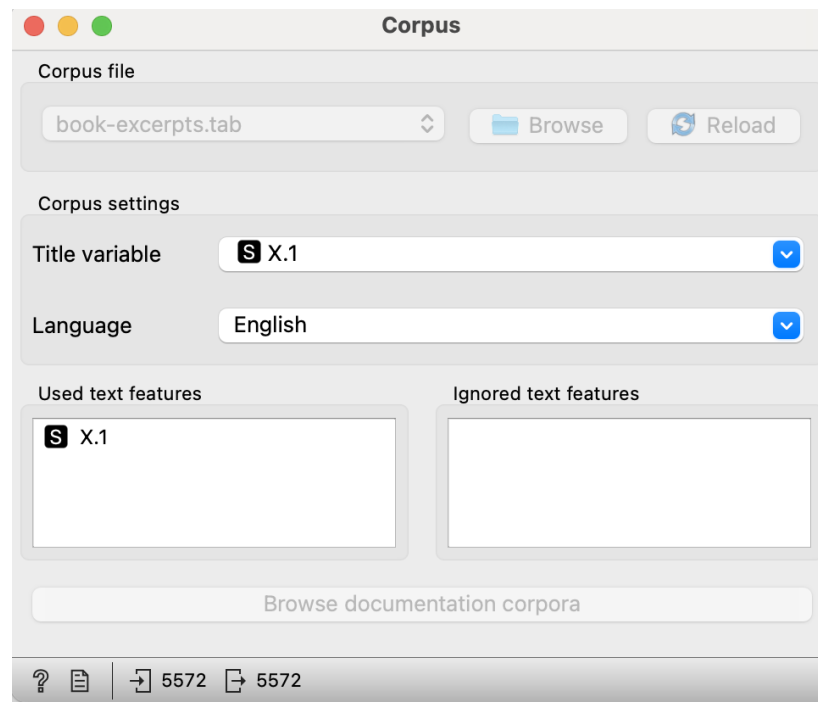 Corpus
Corpus file
book-excerpts.tab Browse Reload
Corpus settings
Title variable S X.1
Language English
Used text features Ignored text features
S X.1
Browse documentation corpora
? 5572 5572